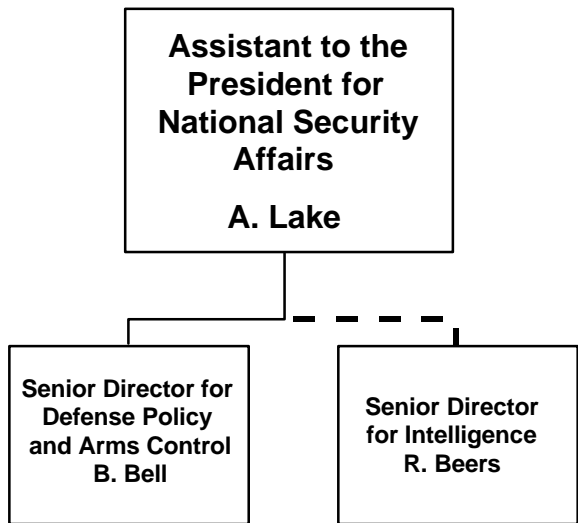 Assistant to the
President for
National Security
Affairs
A. Lake
Senior Director for
Defense Policy
and Arms Control
B. Bell
Senior Director
for Intelligence
R. Beers